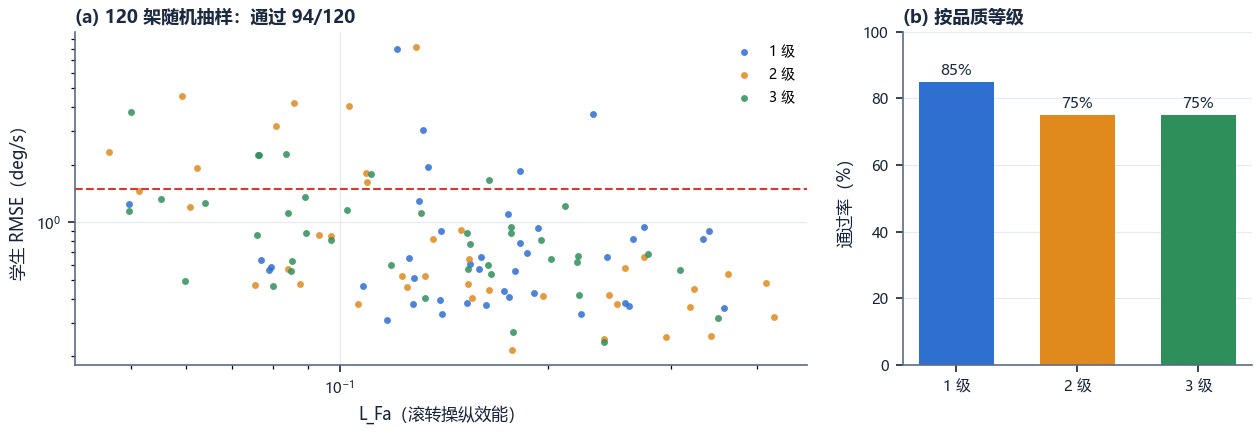 (a) 120 架随机抽样：通过 94/120
(b) 按品质等级
1 级
2 级
3 级
学生 RMSE（deg/s）
10⁰
10⁻¹
L_Fa（滚转操纵效能）
通过率（%）
100
80
60
40
20
0
85%
75%
75%
1 级
2 级
3 级